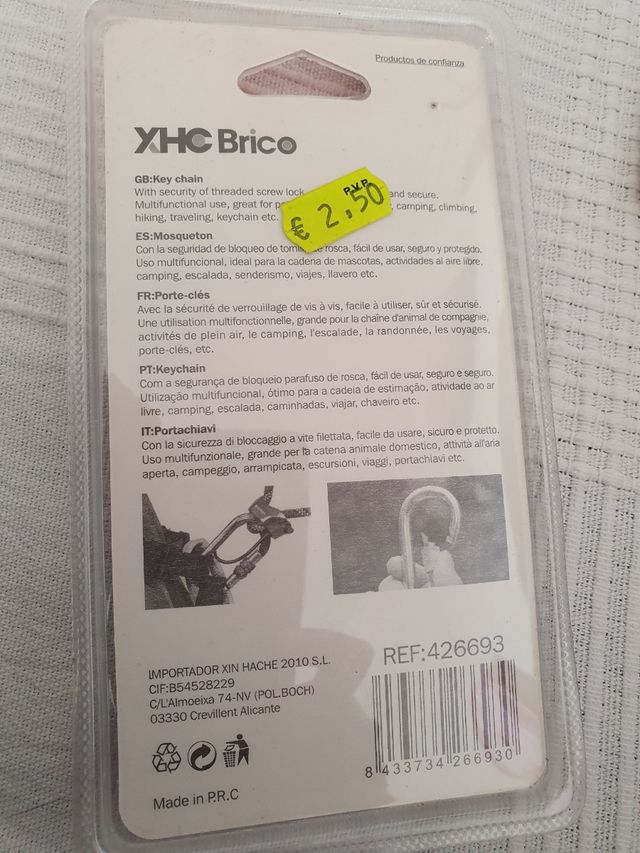 Productos de confianza
XHC Brico
GB:Key chain
With security of threaded screw lock and secure.
Multifunctional use, great for camping, climbing,
hiking, traveling, keychain etc.
P.V.P.
€ 2,50
ES:Mosqueton
Con la seguridad de bloqueo de rosca, fácil de usar, seguro y protegido.
Uso multifuncional, ideal para la cadena de mascotas, actividades al aire libre,
camping, escalada, senderismo, viajes, llavero etc.
FR:Porte-clés
Avec la sécurité de verrouillage de vis à vis, facile à utiliser, sûr et sécurisé.
Une utilisation multifonctionnelle, grande pour la chaîne d'animal de compagnie,
activités de plein air, le camping, l'escalade, la randonnée, les voyages,
porte-clés, etc.
PT:Keychain
Com a segurança de bloqueio parafuso de rosca, fácil de usar, seguro e seguro.
Utilização multifuncional, ótimo para a cadeia de estimação, atividade ao ar
livre, camping, escalada, caminhadas, viajar, chaveiro etc.
IT:Portachiavi
Con la sicurezza di bloccaggio a vite filettata, facile da usare, sicuro e protetto.
Uso multifunzionale, grande per la catena animale domestico, attività all'aria
aperta, campeggio, arrampicata, escursioni, viaggi, portachiavi etc.
IMPORTADOR XIN HACHE 2010 S.L.
CIF:B54528229
C/L'Almoeixa 74-NV (POL.BOCH)
03330 Crevillent Alicante
REF:426693
8 433734 266930
Made in P.R.C